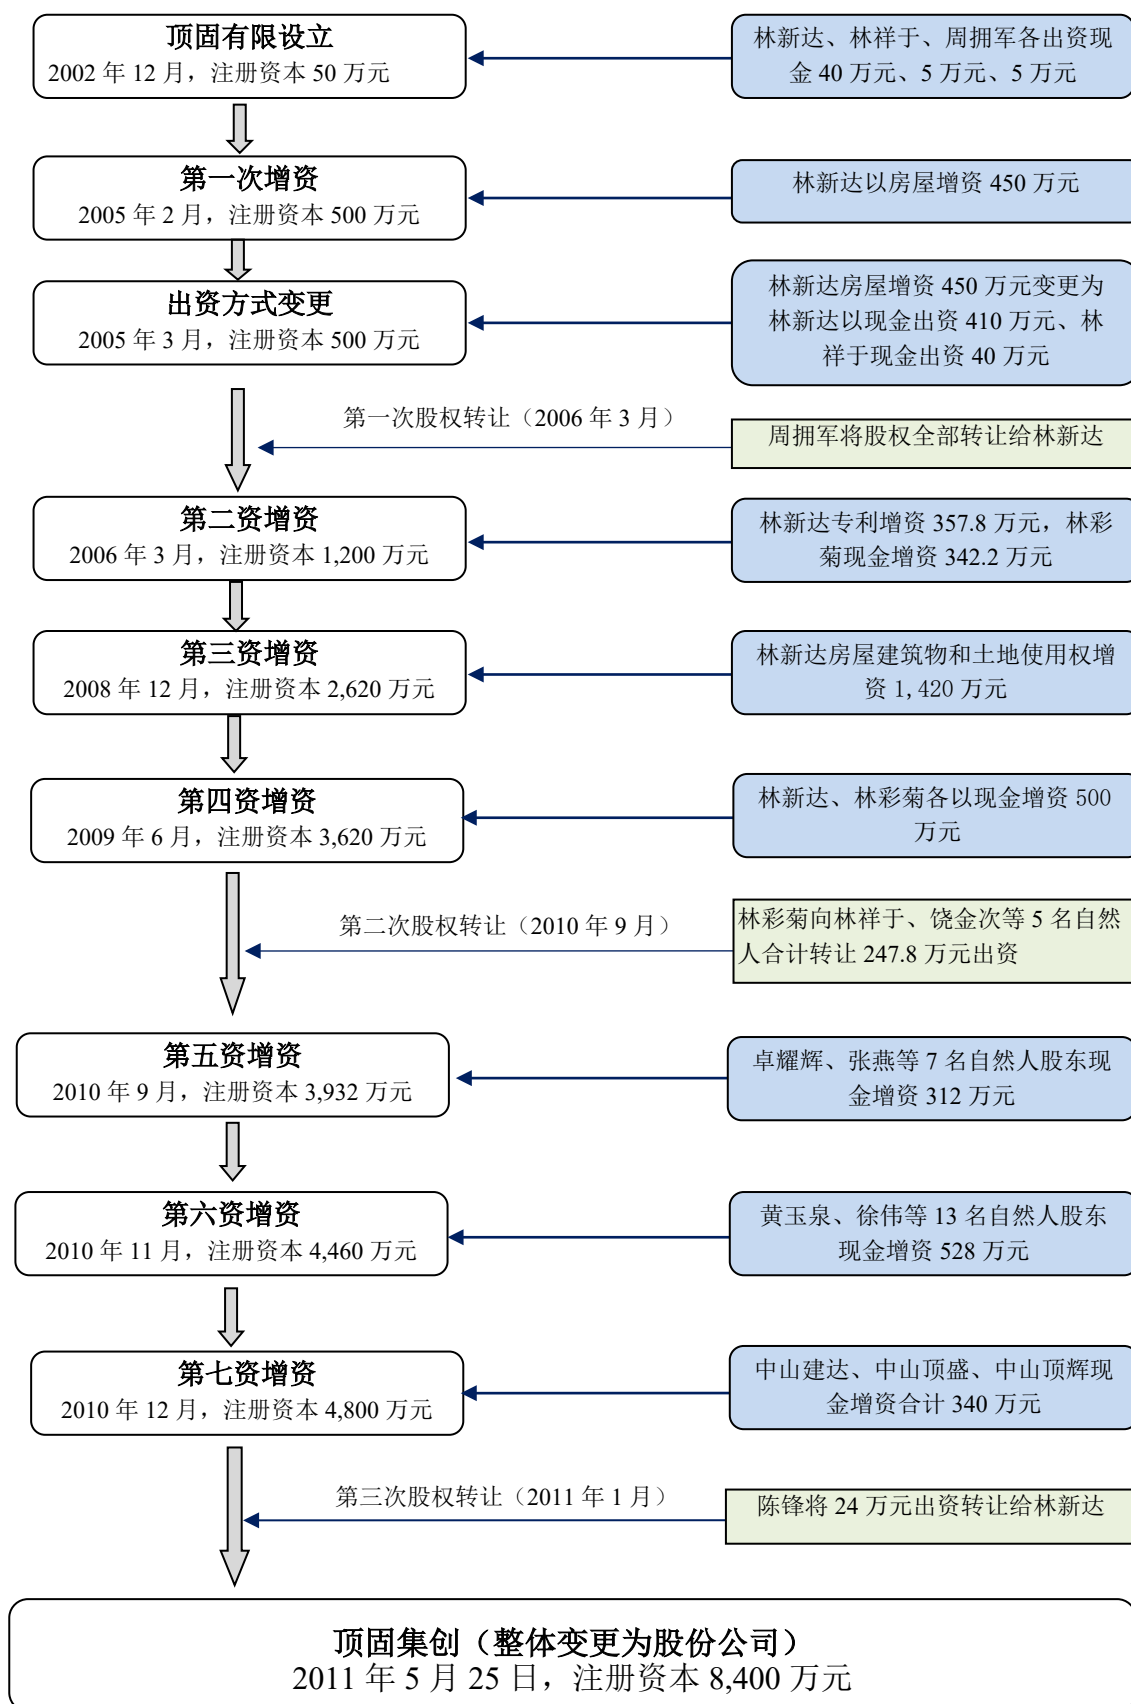 顶固有限设立
2002 年 12 月，注册资本 50 万元
林新达、林祥于、周拥军各出资现
金 40 万元、5 万元、5 万元
第一次增资
2005 年 2 月，注册资本 500 万元
林新达以房屋增资 450 万元
出资方式变更
2005 年 3 月，注册资本 500 万元
林新达房屋增资 450 万元变更为
林新达以现金出资 410 万元、林
祥于现金出资 40 万元
第一次股权转让（2006 年 3 月）
周拥军将股权全部转让给林新达
第二资增资
2006 年 3 月，注册资本 1,200 万元
林新达专利增资 357.8 万元，林彩
菊现金增资 342.2 万元
第三资增资
2008 年 12 月，注册资本 2,620 万元
林新达房屋建筑物和土地使用权增
资 1,420 万元
第四资增资
2009 年 6 月，注册资本 3,620 万元
林新达、林彩菊各以现金增资 500
万元
第二次股权转让（2010 年 9 月）
林彩菊向林祥于、饶金次等 5 名自然
人合计转让 247.8 万元出资
第五资增资
2010 年 9 月，注册资本 3,932 万元
卓耀辉、张燕等 7 名自然人股东现
金增资 312 万元
第六资增资
2010 年 11 月，注册资本 4,460 万元
黄玉泉、徐伟等 13 名自然人股东
现金增资 528 万元
第七资增资
2010 年 12 月，注册资本 4,800 万元
中山建达、中山顶盛、中山顶辉现
金增资合计 340 万元
第三次股权转让（2011 年 1 月）
陈锋将 24 万元出资转让给林新达
顶固集创（整体变更为股份公司）
2011 年 5 月 25 日，注册资本 8,400 万元